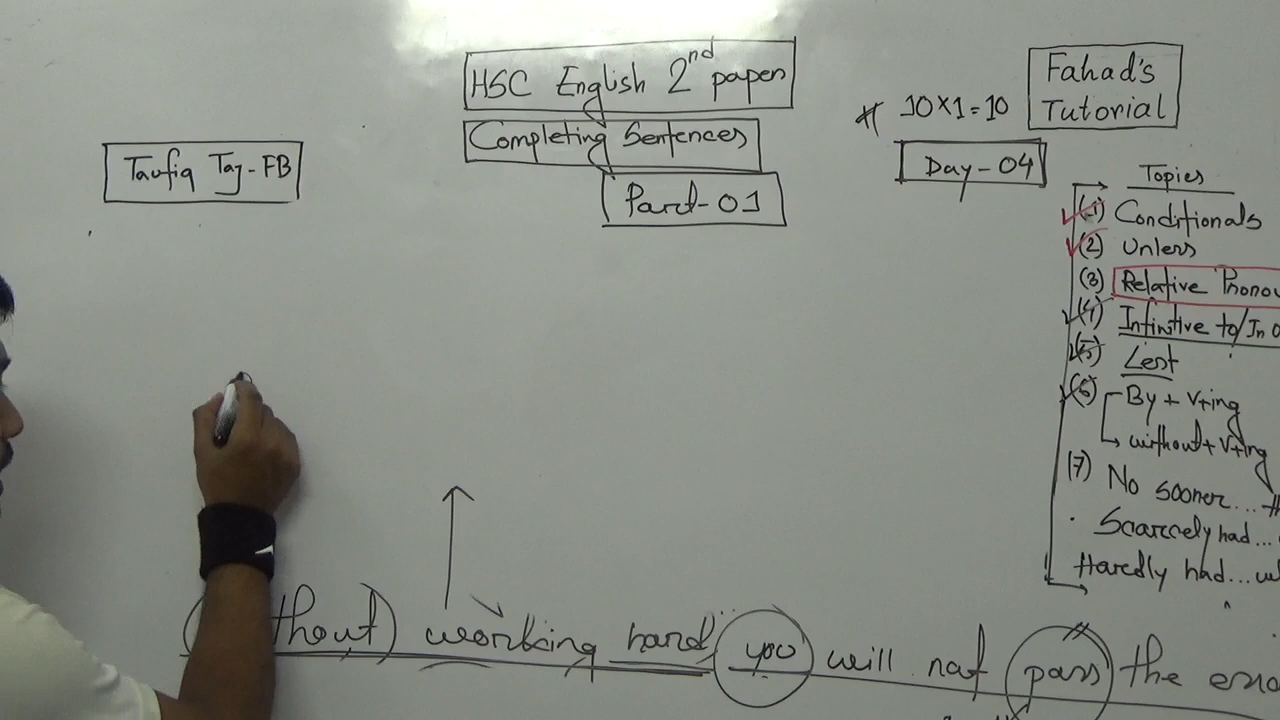 HSC English 2nd paper
Completing Sentences
Part-01
# 10×1=10
Fahad's
Tutorial
Day-04
Taufiq Taj-FB
Topics
(1) Conditionals
(2) Unless
(3) Relative Pronou
(4) Infinitive to/In o
(5) Lest
(6) By + V+ing
without + V+ing
(7) No sooner... th
Scarcely had...
Hardly had... w
thout working hard, you will not pass the exa